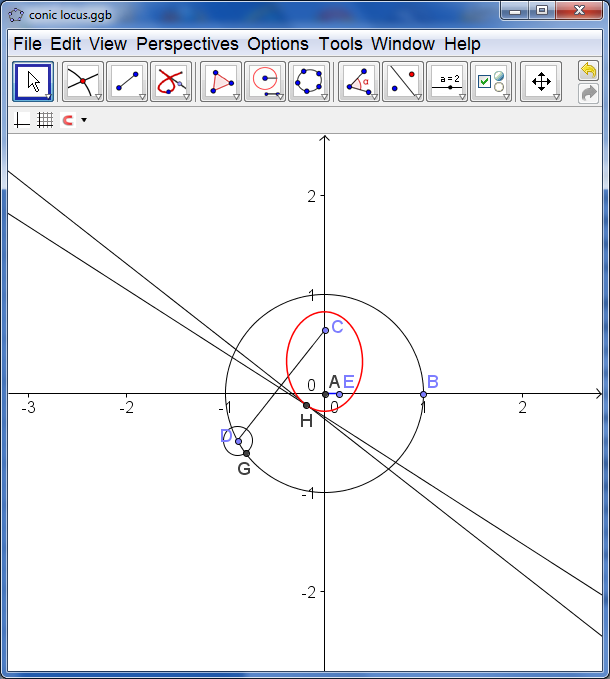 conic locus.ggb
File Edit View Perspectives Options Tools Window Help
α a = 2
2
1
C
0 A E B
-3 -2 -1 0 1 2
H
D
G
-1
-2